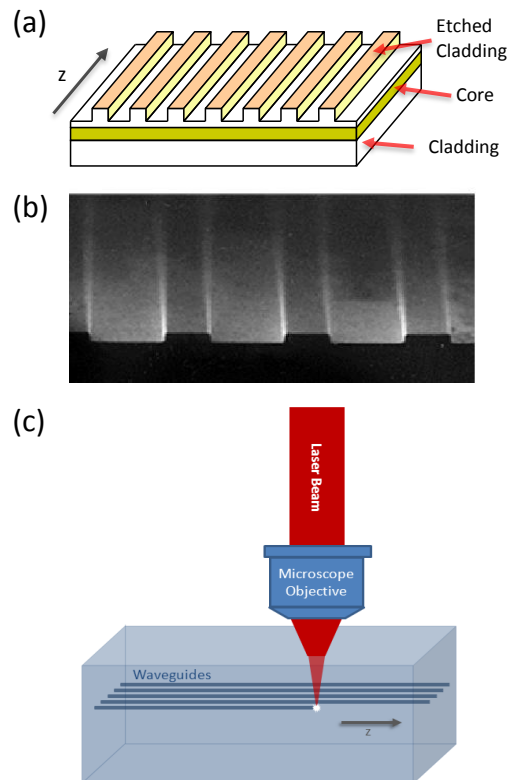 (a)
Etched
Cladding
z
Core
Cladding
(b)
(c)
Laser Beam
Microscope
Objective
Waveguides
z